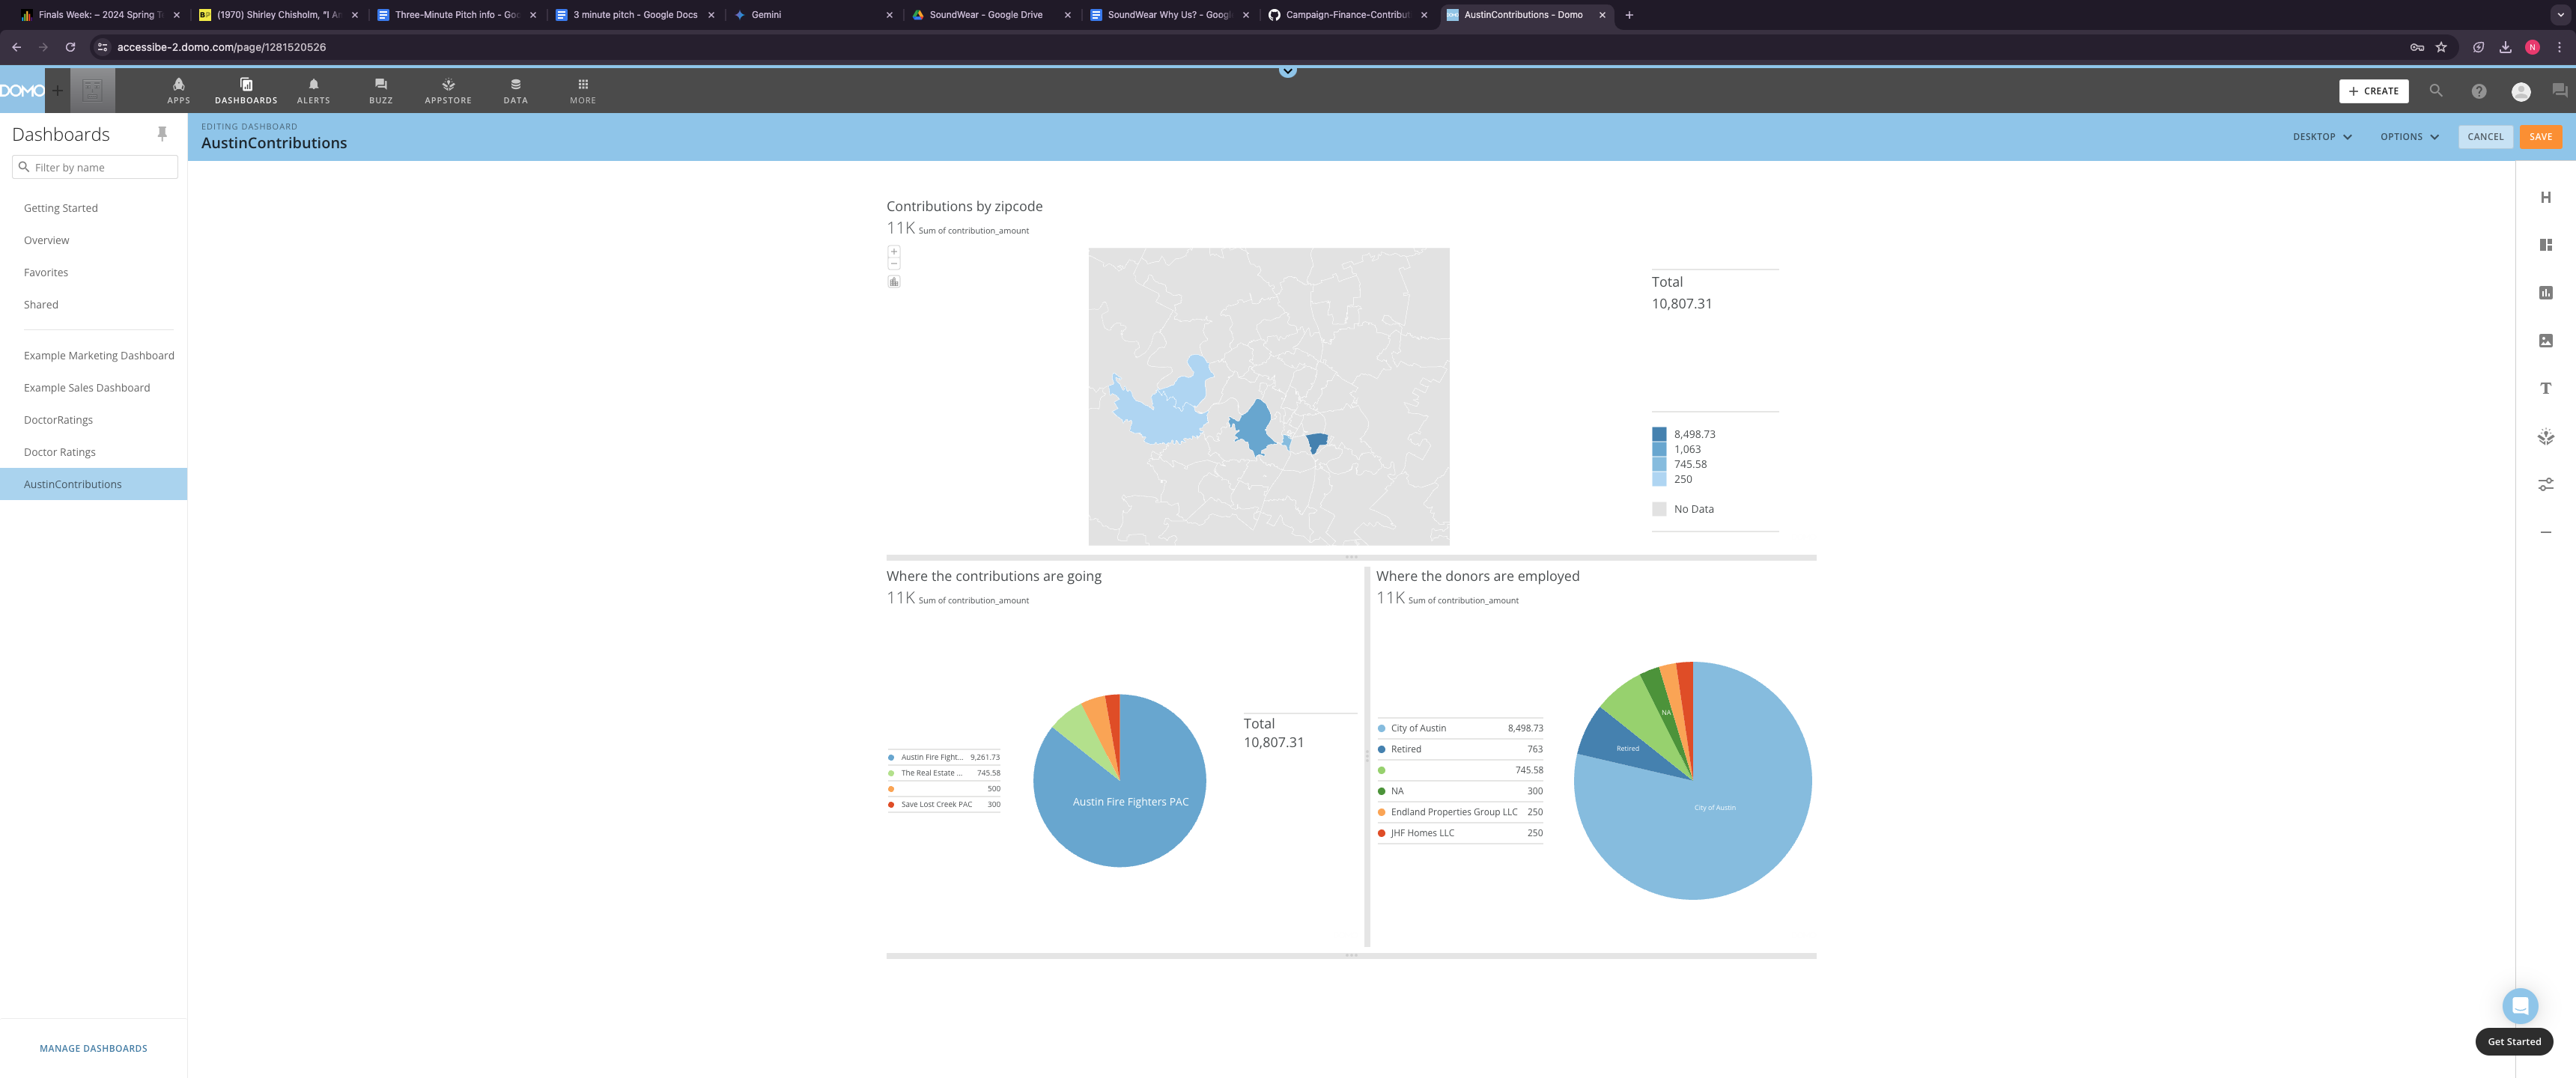 Finals Week: ~ 2024 Spring T
(1970) Shirley Chisholm, "I A
Three-Minute Pitch info - Goo
3 minute pitch - Google Docs
Gemini
SoundWear - Google Drive
SoundWear Why Us? - Googl
Campaign-Finance-Contribut
AustinContributions - Domo
accessibe-2.domo.com/page/1281520526
N
DOMO
APPS
DASHBOARDS
ALERTS
BUZZ
APPSTORE
DATA
MORE
+ CREATE
Dashboards
Filter by name
Getting Started
Overview
Favorites
Shared
Example Marketing Dashboard
Example Sales Dashboard
DoctorRatings
Doctor Ratings
AustinContributions
MANAGE DASHBOARDS
EDITING DASHBOARD
AustinContributions
DESKTOP
OPTIONS
CANCEL
SAVE
Contributions by zipcode
11K Sum of contribution_amount
Total
10,807.31
8,498.73
1,063
745.58
250
No Data
Where the contributions are going
11K Sum of contribution_amount
Austin Fire Fight... 9,261.73
The Real Estate ... 745.58
500
Save Lost Creek PAC 300
Austin Fire Fighters PAC
Total
10,807.31
Where the donors are employed
11K Sum of contribution_amount
City of Austin 8,498.73
Retired 763
745.58
NA 300
Endland Properties Group LLC 250
JHF Homes LLC 250
NA
Retired
City of Austin
H
T
Get Started